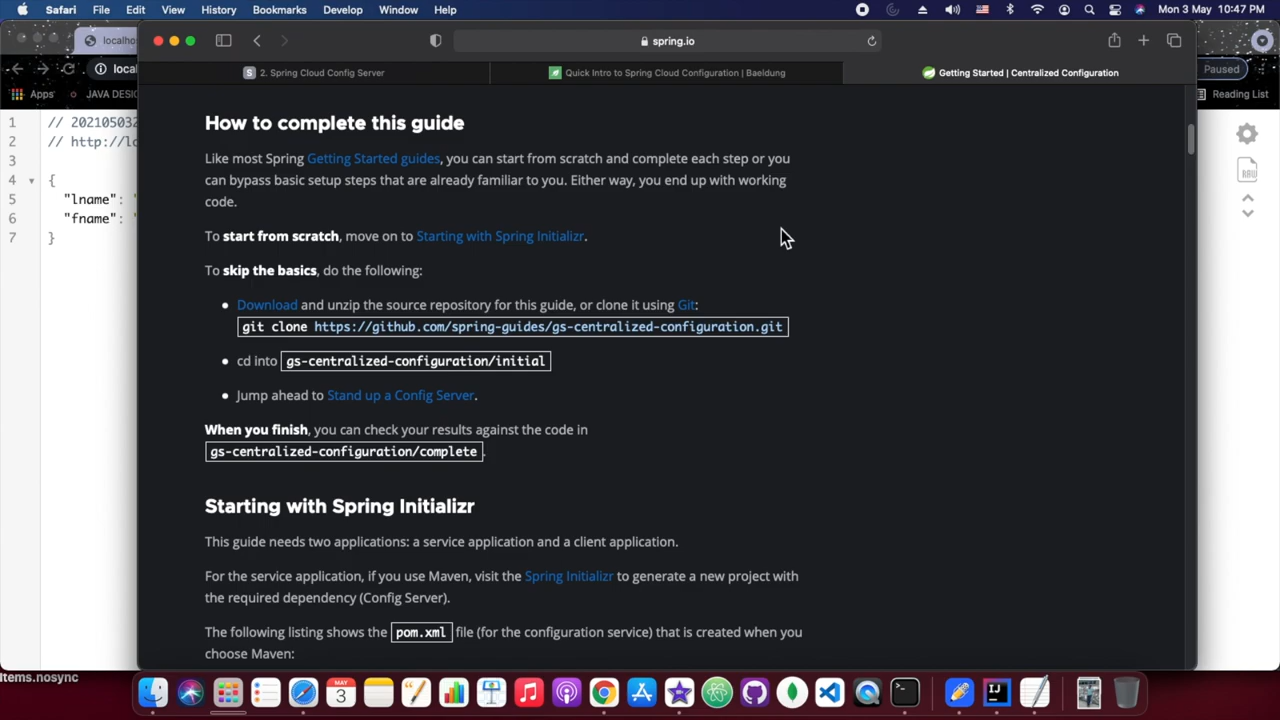 Safari File Edit View History Bookmarks Develop Window Help Mon 3 May 10:47 PM
localho
spring.io
loca
Paused
2. Spring Cloud Config Server
Quick Intro to Spring Cloud Configuration | Baeldung
Getting Started | Centralized Configuration
Apps JAVA DESI
Reading List
1 // 202105032
2 // http://lo
3
4 {
5 "lname": "
6 "fname": "
7 }
RAW
How to complete this guide
Like most Spring Getting Started guides, you can start from scratch and complete each step or you
can bypass basic setup steps that are already familiar to you. Either way, you end up with working
code.
To start from scratch, move on to Starting with Spring Initializr.
To skip the basics, do the following:
• Download and unzip the source repository for this guide, or clone it using Git:
git clone https://github.com/spring-guides/gs-centralized-configuration.git
• cd into gs-centralized-configuration/initial
• Jump ahead to Stand up a Config Server.
When you finish, you can check your results against the code in
gs-centralized-configuration/complete.
Starting with Spring Initializr
This guide needs two applications: a service application and a client application.
For the service application, if you use Maven, visit the Spring Initializr to generate a new project with
the required dependency (Config Server).
The following listing shows the pom.xml file (for the configuration service) that is created when you
choose Maven:
Items.nosync
MAY
3
IJ